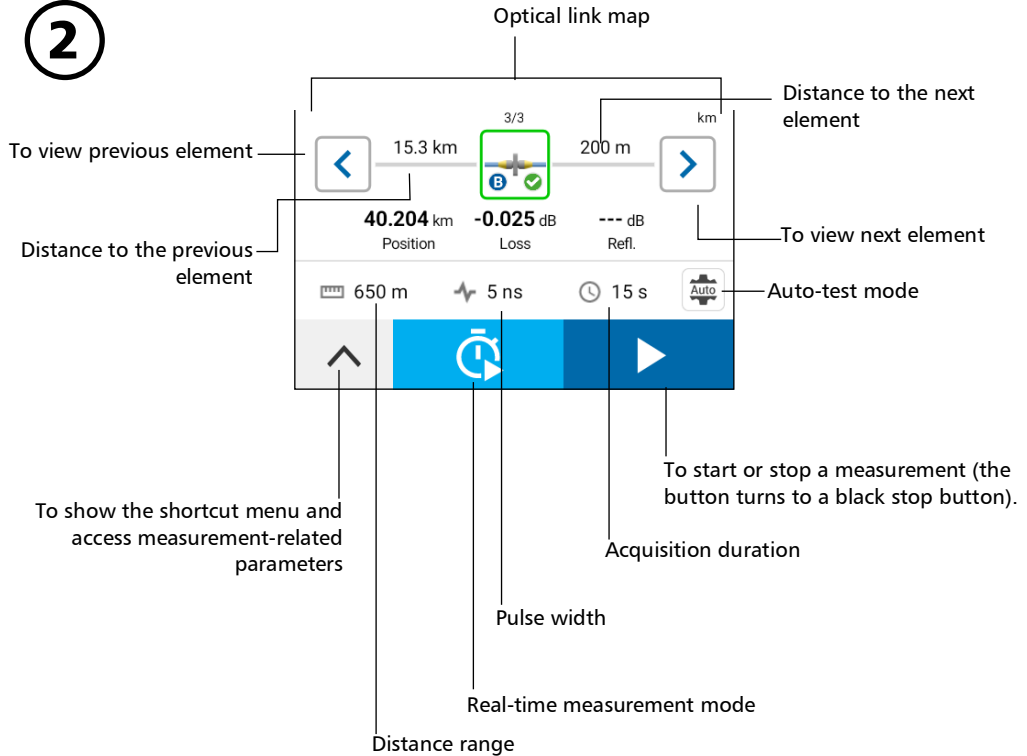 2
Optical link map
Distance to the next
element
3/3
km
To view previous element
15.3 km
200 m
B
40.204 km
-0.025 dB
--- dB
Position
Loss
Refl.
To view next element
Distance to the previous
element
650 m
5 ns
15 s
Auto
Auto-test mode
To start or stop a measurement (the
button turns to a black stop button).
To show the shortcut menu and
access measurement-related
parameters
Acquisition duration
Pulse width
Real-time measurement mode
Distance range